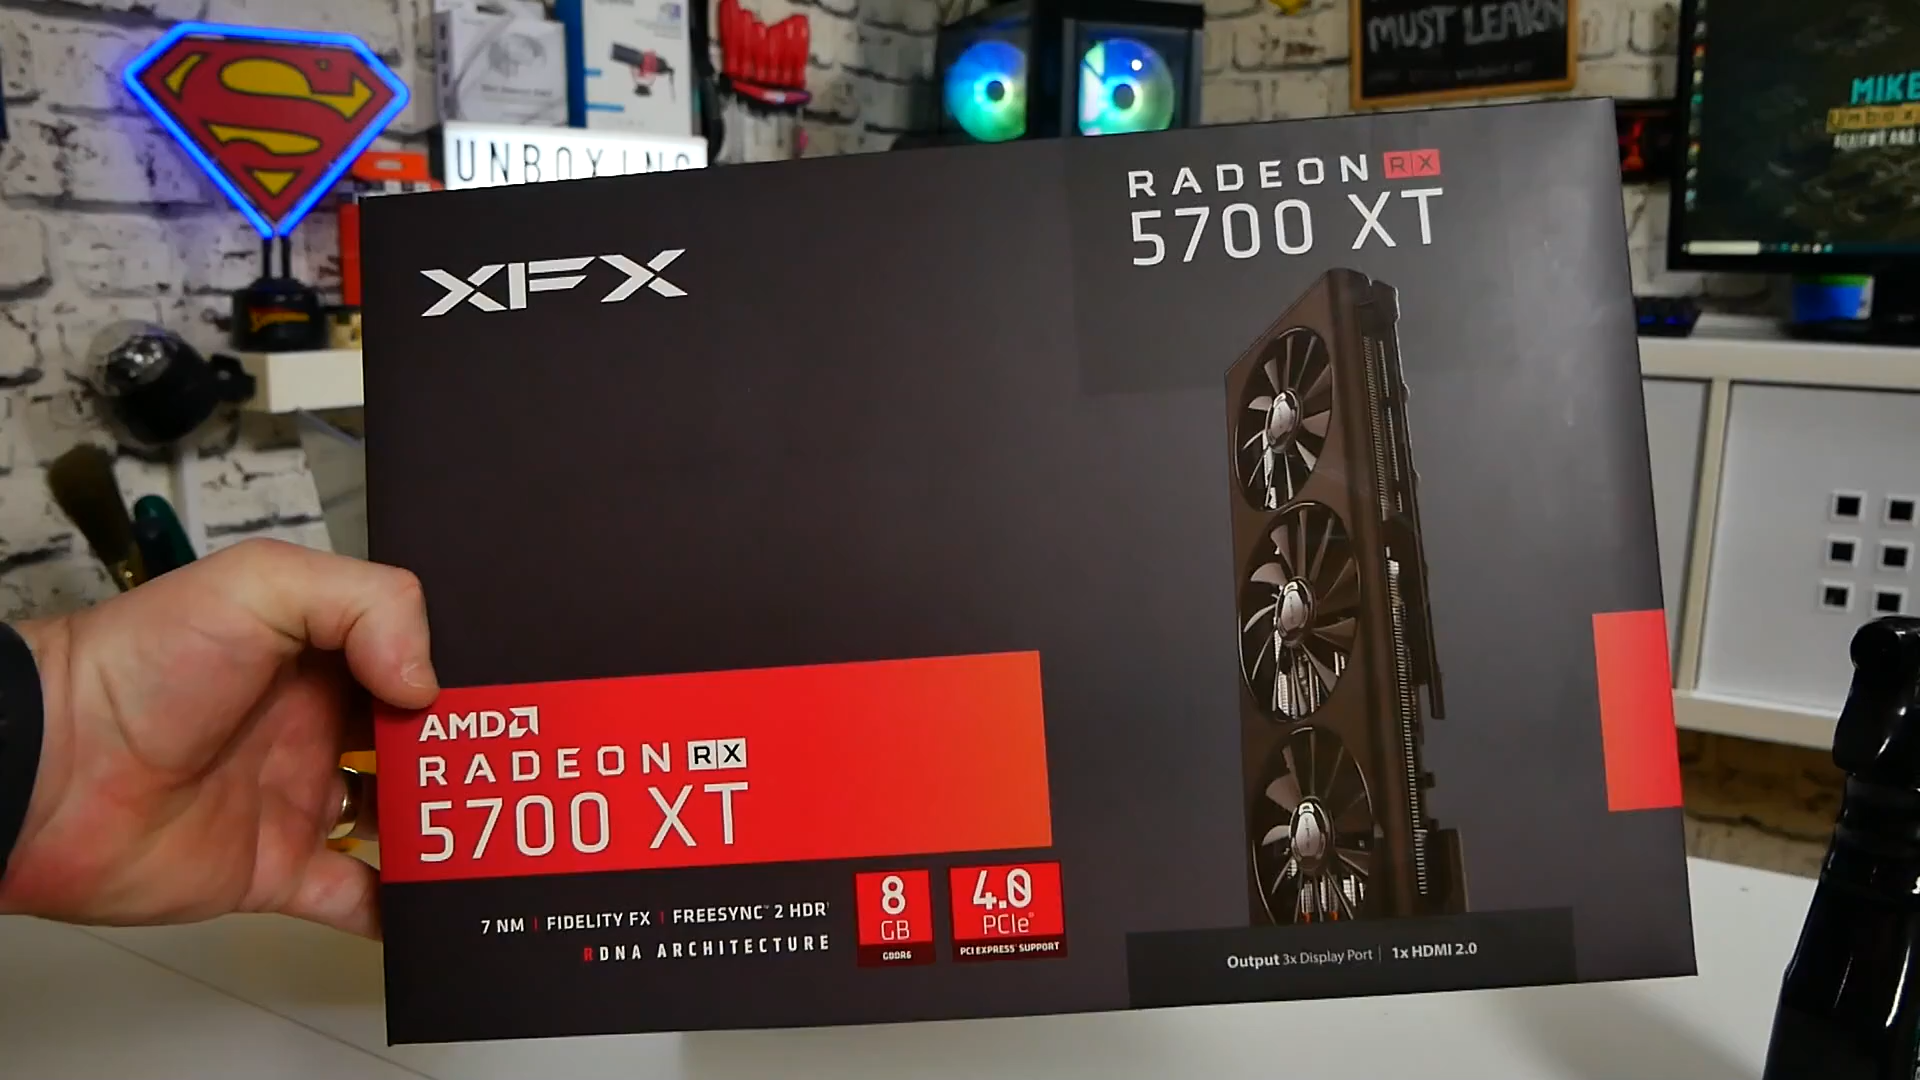 UNBOXING
MUST LEARN
MIKE
RADEON RX
5700 XT
XFX
AMD
RADEON RX
5700 XT
7 NM | FIDELITY FX | FREESYNC™ 2 HDR¹
RDNA ARCHITECTURE
8
GB
GDDR6
4.0
PCIe®
PCI EXPRESS® SUPPORT
Output 3x Display Port | 1x HDMI 2.0